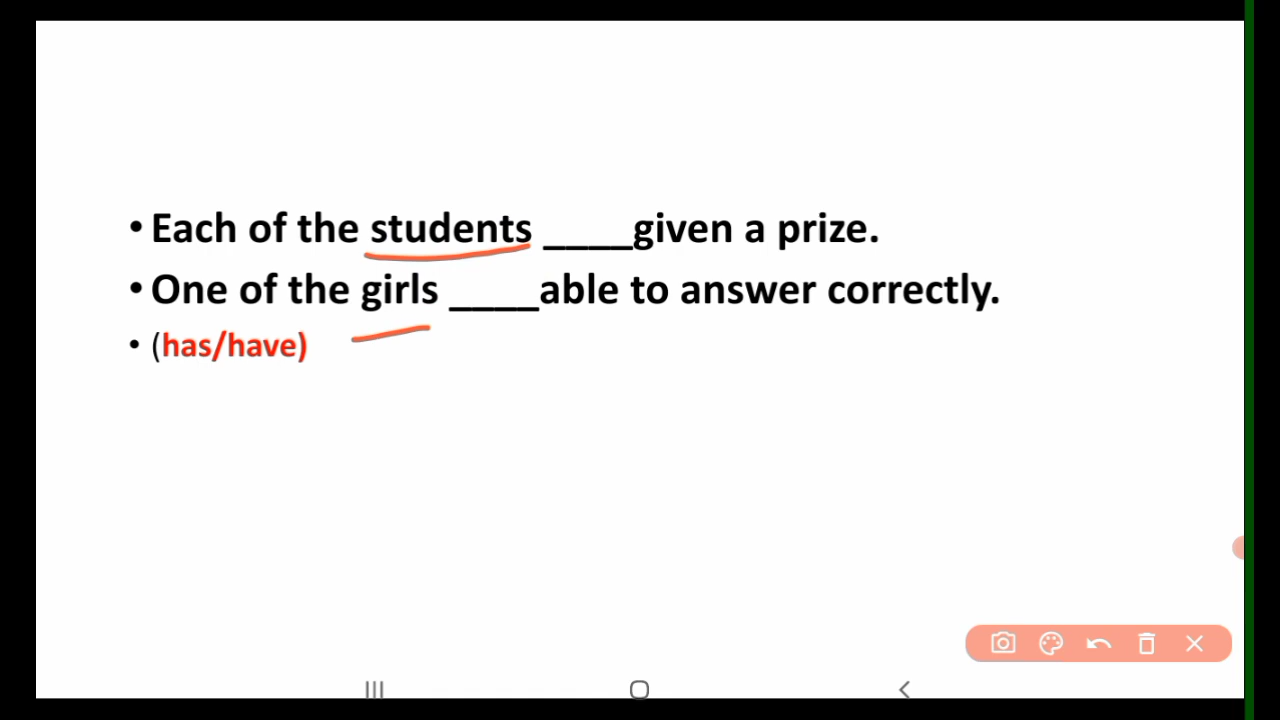 • Each of the students ____given a prize.
• One of the girls ____able to answer correctly.
• (has/have)